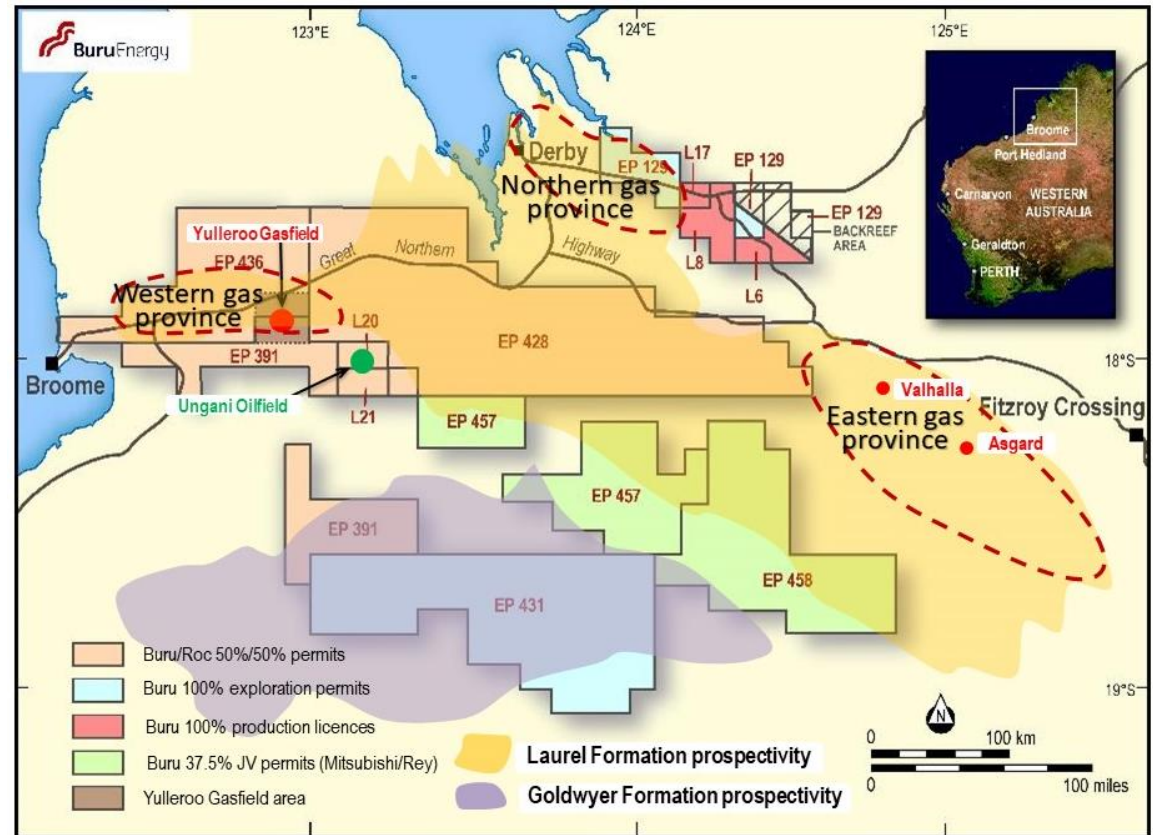 BuruEnergy
123°E
124°E
125°E
Broome
Port Hedland
Carnarvon
WESTERN
AUSTRALIA
Geraldton
PERTH
Derby
EP 129
L17
EP 129
EP 129
BACKREEF
AREA
Northern gas
province
L8
L6
Yulleroo Gasfield
EP 436
Great
Northern
Highway
Western gas
province
L20
EP 428
EP 391
18°S
Broome
Ungani Oilfield
L21
EP 457
Valhalla
Eastern gas
province
Fitzroy Crossing
Asgard
EP 457
EP 391
EP 458
EP 431
19°S
Buru/Roc 50%/50% permits
Buru 100% exploration permits
Buru 100% production licences
Buru 37.5% JV permits (Mitsubishi/Rey)
Yulleroo Gasfield area
Laurel Formation prospectivity
Goldwyer Formation prospectivity
N
0 100 km
0 100 miles